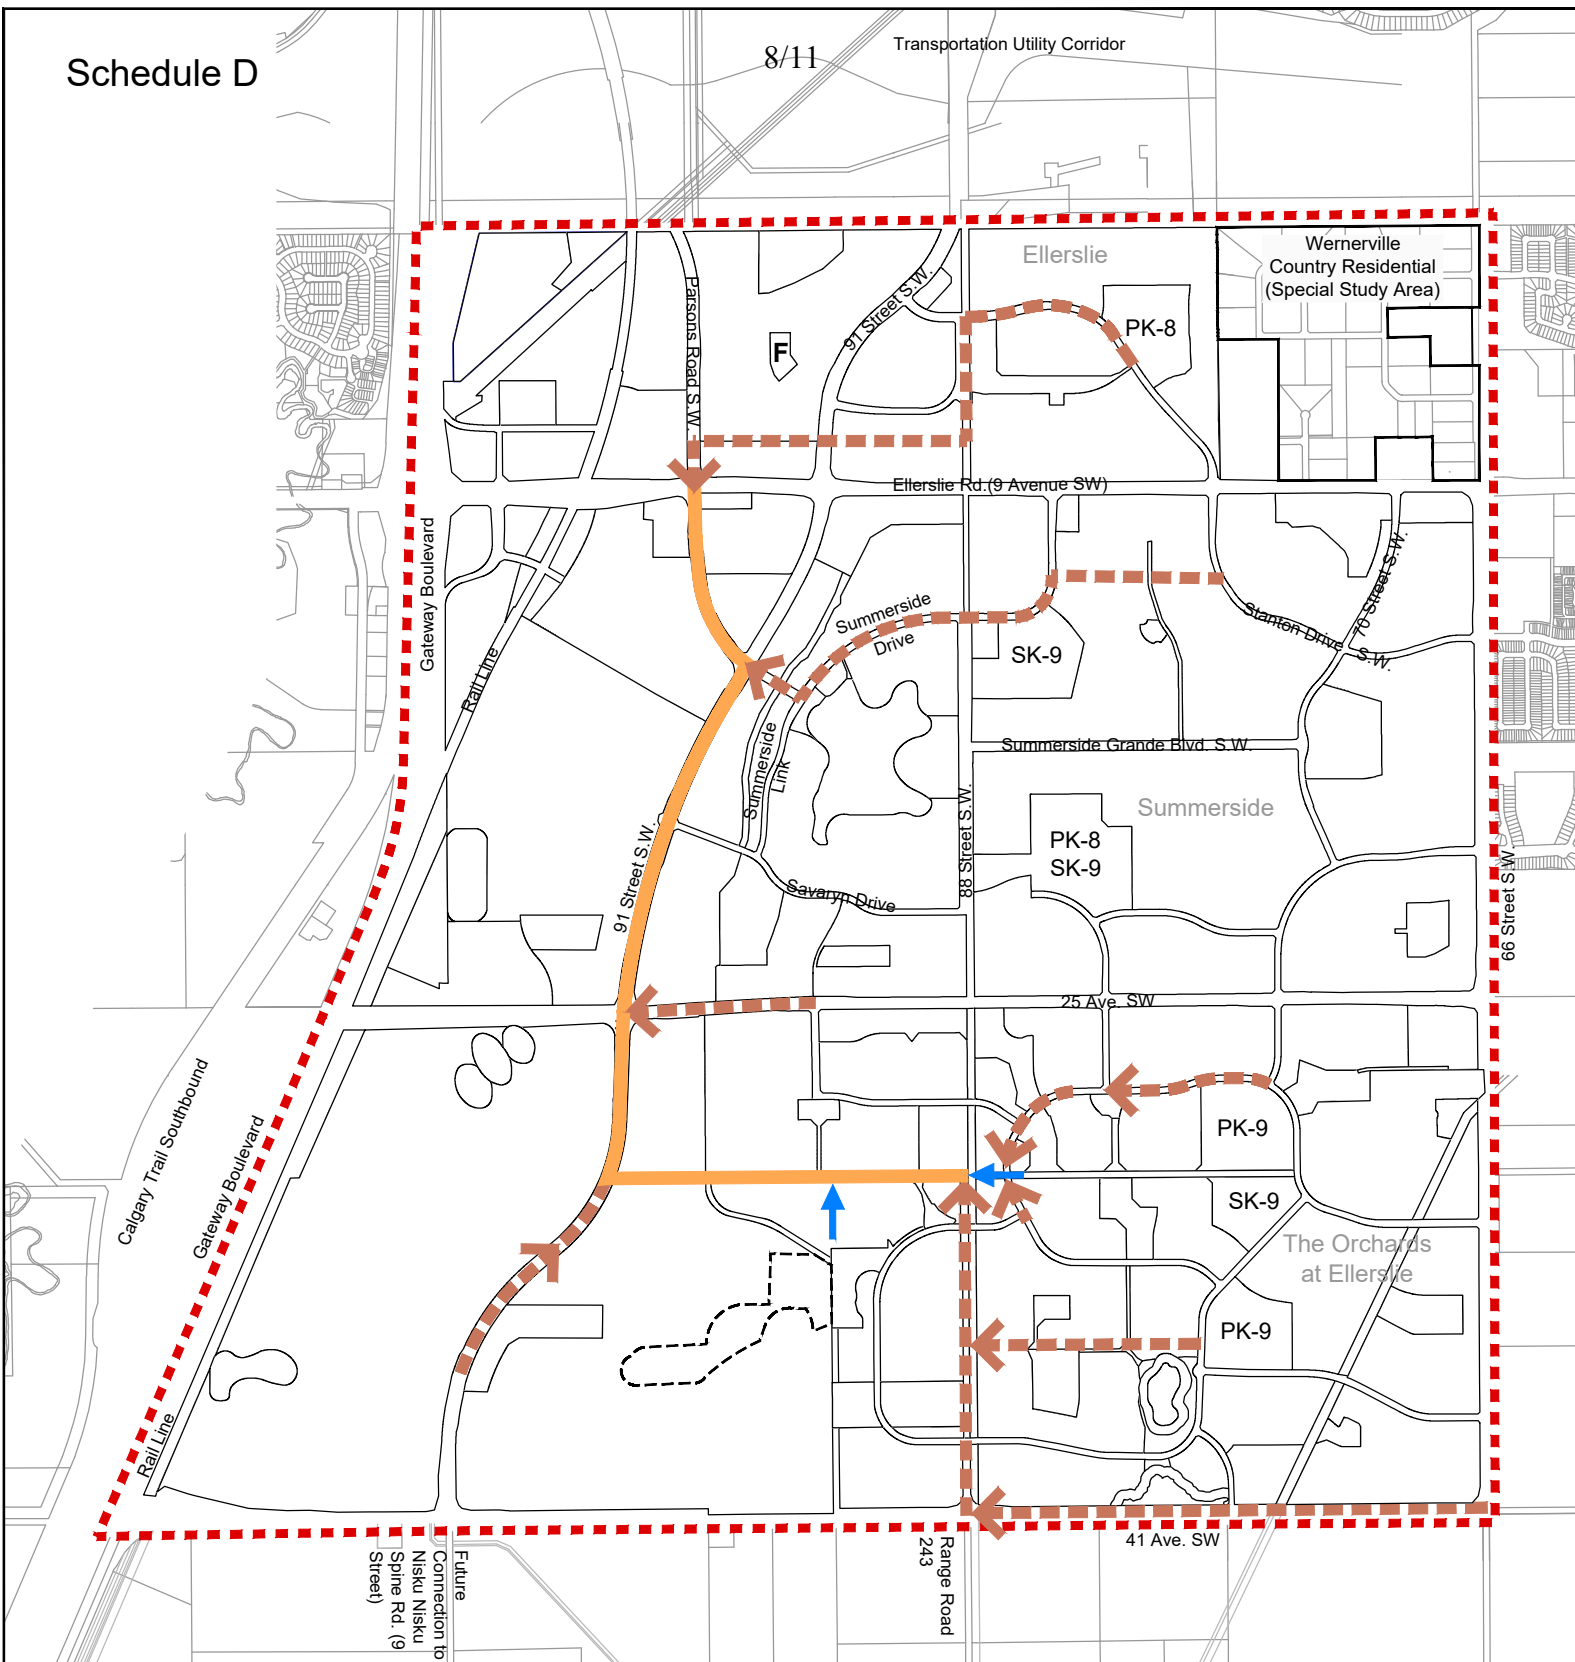 Schedule D
8/11
Transportation Utility Corridor
Ellerslie
Wernerville
Country Residential
(Special Study Area)
Parsons Road S.W.
91 Street S.W.
PK-8
F
Ellerslie Rd.(9 Avenue SW)
Gateway Boulevard
Rail Line
Summerside
Drive
SK-9
Stanton Drive S.W.
70 Street S.W.
Summerside
Link
Summerside Grande Blvd. S.W.
Summerside
88 Street S.W.
PK-8
SK-9
91 Street S.W.
Savaryn Drive
66 Street S.W.
25 Ave. SW
Calgary Trail Southbound
Gateway Boulevard
PK-9
SK-9
The Orchards
at Ellerslie
PK-9
Rail Line
41 Ave. SW
Future
Connection to
Nisku Nisku
Spine Rd. (9
Street)
Range Road
243